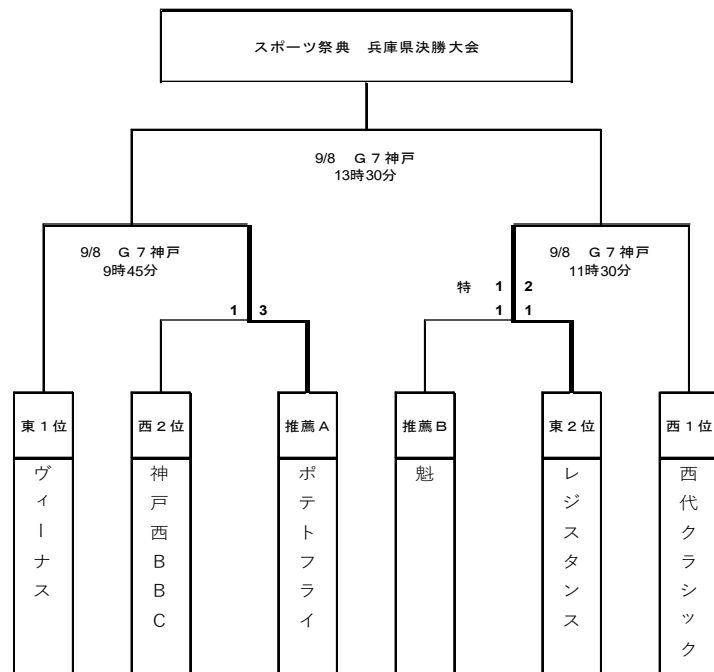 スポーツ祭典　兵庫県決勝大会
9/8　Ｇ７神戸
13時30分
9/8　Ｇ７神戸
9時45分
9/8　Ｇ７神戸
11時30分
特　1　2
1　3
1　1
東１位
西２位
推薦Ａ
推薦Ｂ
東２位
西１位
ヴィーナス
神戸西ＢＢＣ
ポテトフライ
魁
レジスタンス
西代クラシック